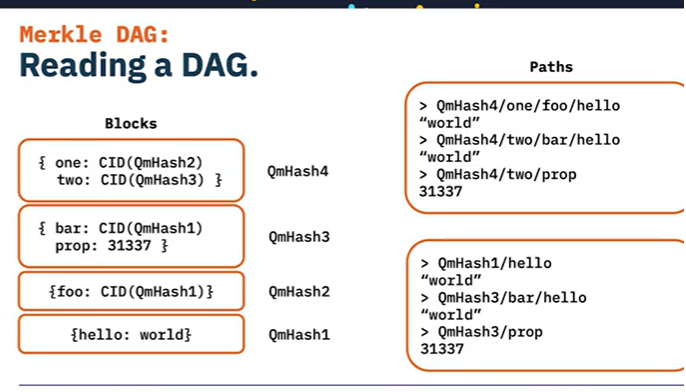 Merkle DAG:
Reading a DAG.
Blocks
{ one: CID(QmHash2)
two: CID(QmHash3) }
QmHash4
{ bar: CID(QmHash1)
prop: 31337 }
QmHash3
{foo: CID(QmHash1)}
QmHash2
{hello: world}
QmHash1
Paths
> QmHash4/one/foo/hello
“world”
> QmHash4/two/bar/hello
“world”
> QmHash4/two/prop
31337
> QmHash1/hello
“world”
> QmHash3/bar/hello
“world”
> QmHash3/prop
31337